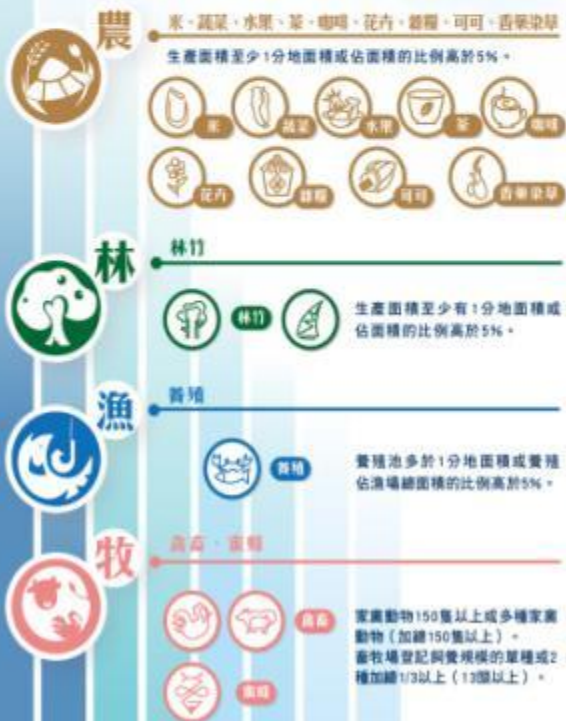 農
米、蔬菜、水果、茶、咖啡、花卉、雜糧、可可、香藥染草
生產面積至少1分地面積或佔面積的比例高於5%。
米
蔬菜
水果
茶
咖啡
花卉
雜糧
可可
香藥染草
林
林竹
林竹
生產面積至少有1分地面積或
佔面積的比例高於5%。
漁
養殖
養殖
養殖池多於1分地面積或養殖
佔漁場總面積的比例高於5%。
牧
禽畜、蜜蜂
禽畜
家禽動物150隻以上或多種家禽
動物（加總150隻以上）。
畜牧場登記飼養規模的單種或2
種加總1/3以上（13頭以上）。
蜜蜂